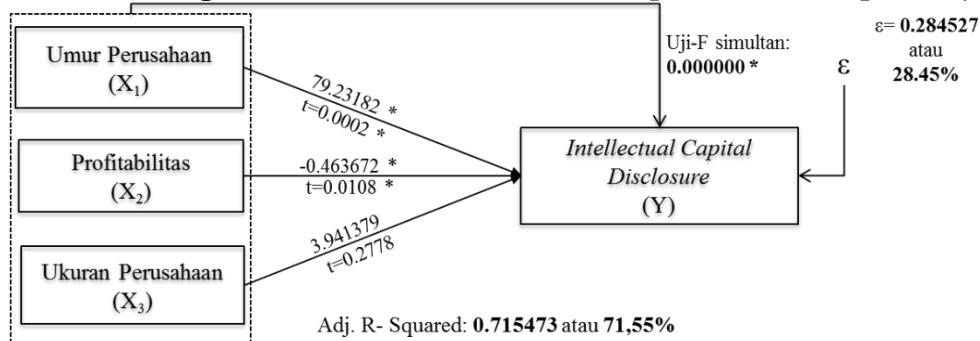 Umur Perusahaan
(X1)
Profitabilitas
(X2)
Ukuran Perusahaan
(X3)
79.23182 *
t=0.0002 *
-0.463672 *
t=0.0108 *
3.941379
t=0.2778
Uji-F simultan:
0.000000 *
ε= 0.284527
atau
28.45%
ε
Intellectual Capital
Disclosure
(Y)
Adj. R- Squared: 0.715473 atau 71,55%